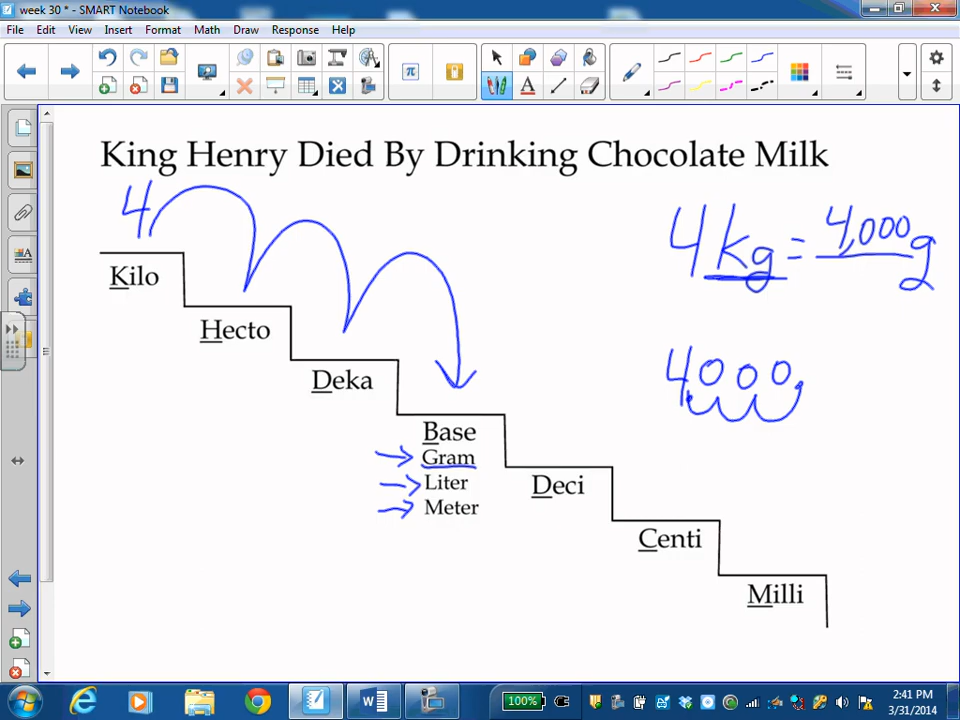 week 30 * - SMART Notebook
File Edit View Insert Format Math Draw Response Help
π
A
King Henry Died By Drinking Chocolate Milk
4
4 kg = 4,000 g
Kilo
Hecto
4000.
Deka
Base
Gram
Liter
Meter
Deci
Centi
Milli
100%
2:41 PM
3/31/2014